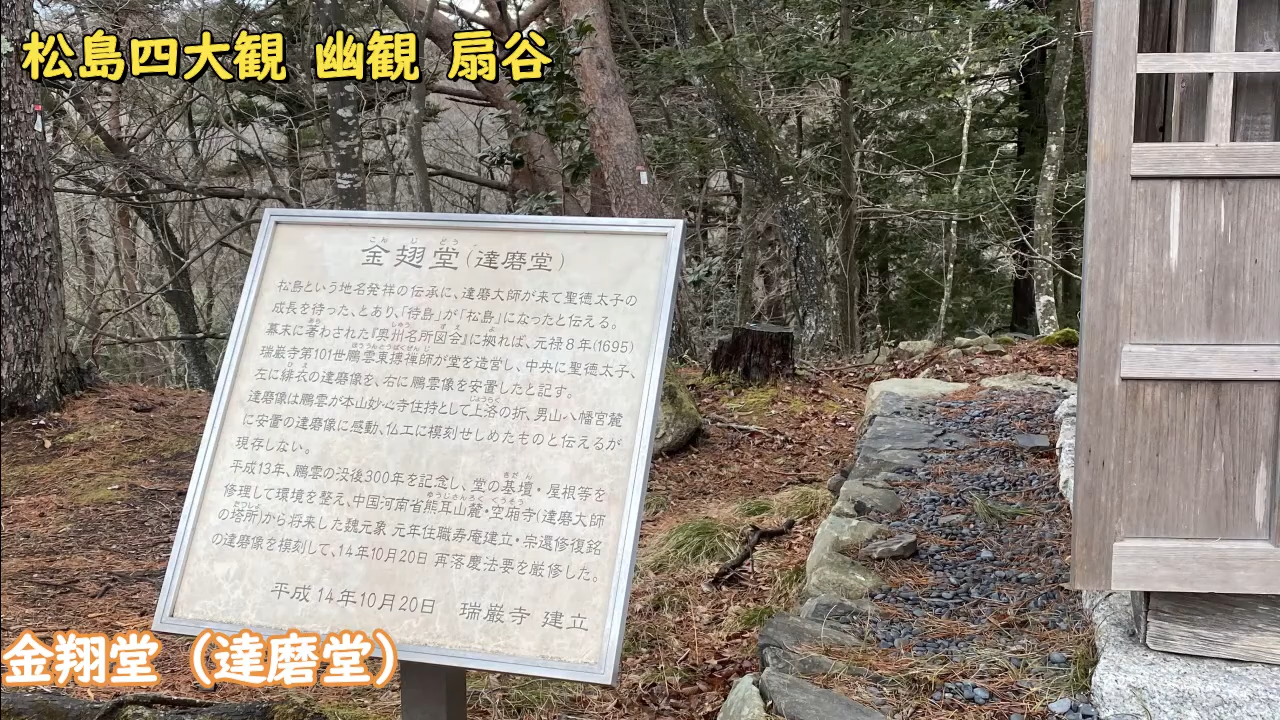 松島四大観 幽観 扇谷
金翅堂(達磨堂)
松島という地名発祥の伝承に、達磨大師が来て聖徳太子の
成長を待った、とあり、「待島」が「松島」になったと伝える。
幕末に著わされた『奥州名所図会』に拠れば、元禄8年(1695)
瑞巌寺第101世鵬雲東搏禅師が堂を造営し、中央に聖徳太子、
左に緋衣の達磨像を、右に鵬雲像を安置したと記す。
達磨像は鵬雲が本山妙心寺住持として上洛の折、男山八幡宮麓
に安置の達磨像に感動、仏工に模刻せしめたものと伝えるが
現存しない。
平成13年、鵬雲の没後300年を記念し、堂の基壇・屋根等を
修理して環境を整え、中国河南省熊耳山麓・空廂寺(達磨大師
の塔所)から将来した魏元象 元年住職寿庵建立・宗還修復銘
の達磨像を模刻して、14年10月20日 再落慶法要を厳修した。
平成14年10月20日 瑞巌寺 建立
金翔堂（達磨堂）